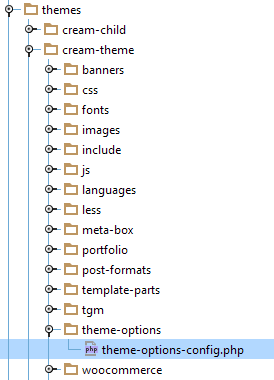 themes
cream-child
cream-theme
banners
css
fonts
images
include
js
languages
less
meta-box
portfolio
post-formats
template-parts
tgm
theme-options
php theme-options-config.php
woocommerce